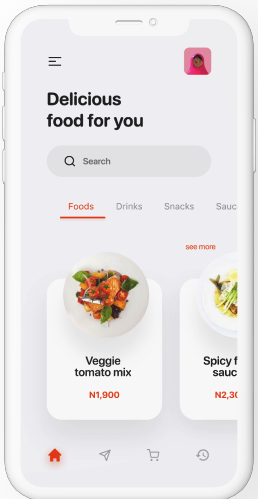 Delicious
food for you
Search
Foods Drinks Snacks Sauc
see more
Veggie
tomato mix
N1,900
Spicy f
sauc
N2,30